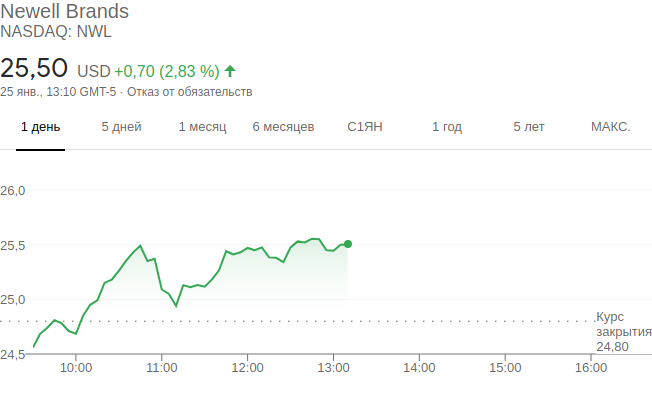 Newell Brands
NASDAQ: NWL
25,50 USD +0,70 (2,83 %)
25 янв., 13:10 GMT-5 · Отказ от обязательств
1 день 5 дней 1 месяц 6 месяцев С1ЯН 1 год 5 лет МАКС.
26,0
25,5
25,0
Курс
закрытия
24,80
24,5
10:00 11:00 12:00 13:00 14:00 15:00 16:00